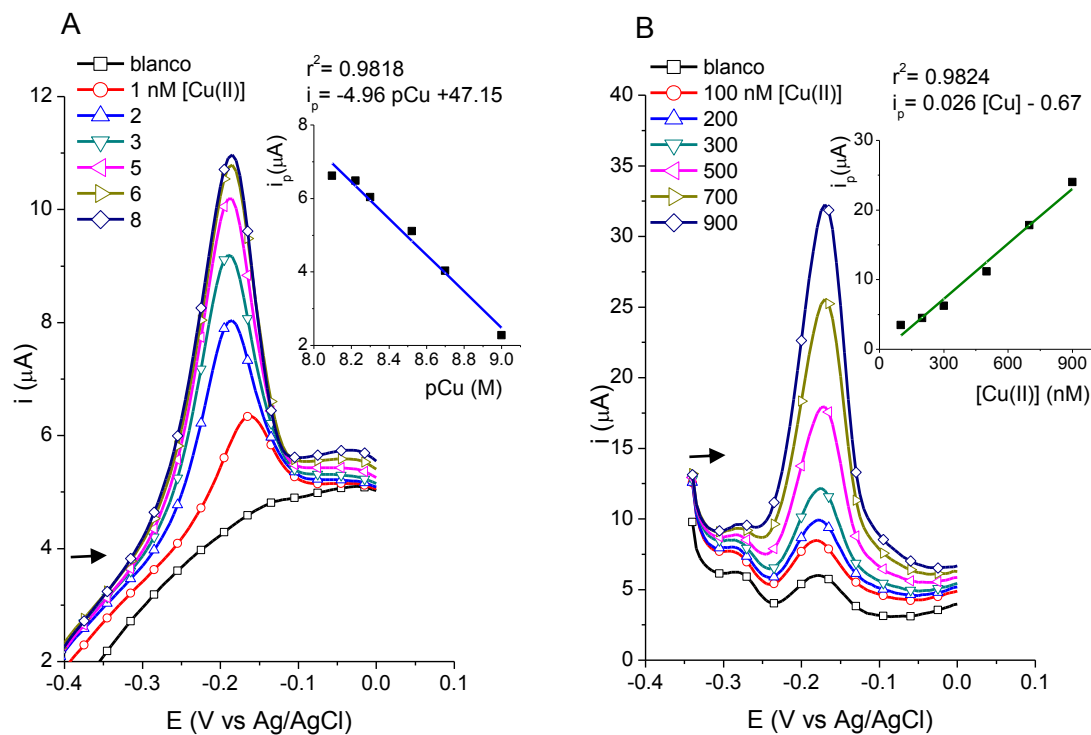 A
blanco
1 nM [Cu(II)]
2
3
5
6
8
r² = 0.9818
iₚ= -4.96 pCu +47.15
iₚ(μA)
8
6
4
2
8.0 8.2 8.4 8.6 8.8 9.0
pCu (M)
i (μA)
12
10
8
6
4
2
-0.4 -0.3 -0.2 -0.1 0.0 0.1
E (V vs Ag/AgCl)
B
blanco
100 nM [Cu(II)]
200
300
500
700
900
r²= 0.9824
iₚ= 0.026 [Cu] - 0.67
iₚ(μA)
30
20
10
0
0 300 600 900
[Cu(II)] (nM)
i (μA)
40
35
30
25
20
15
10
5
0
-0.4 -0.3 -0.2 -0.1 0.0 0.1
E (V vs Ag/AgCl)